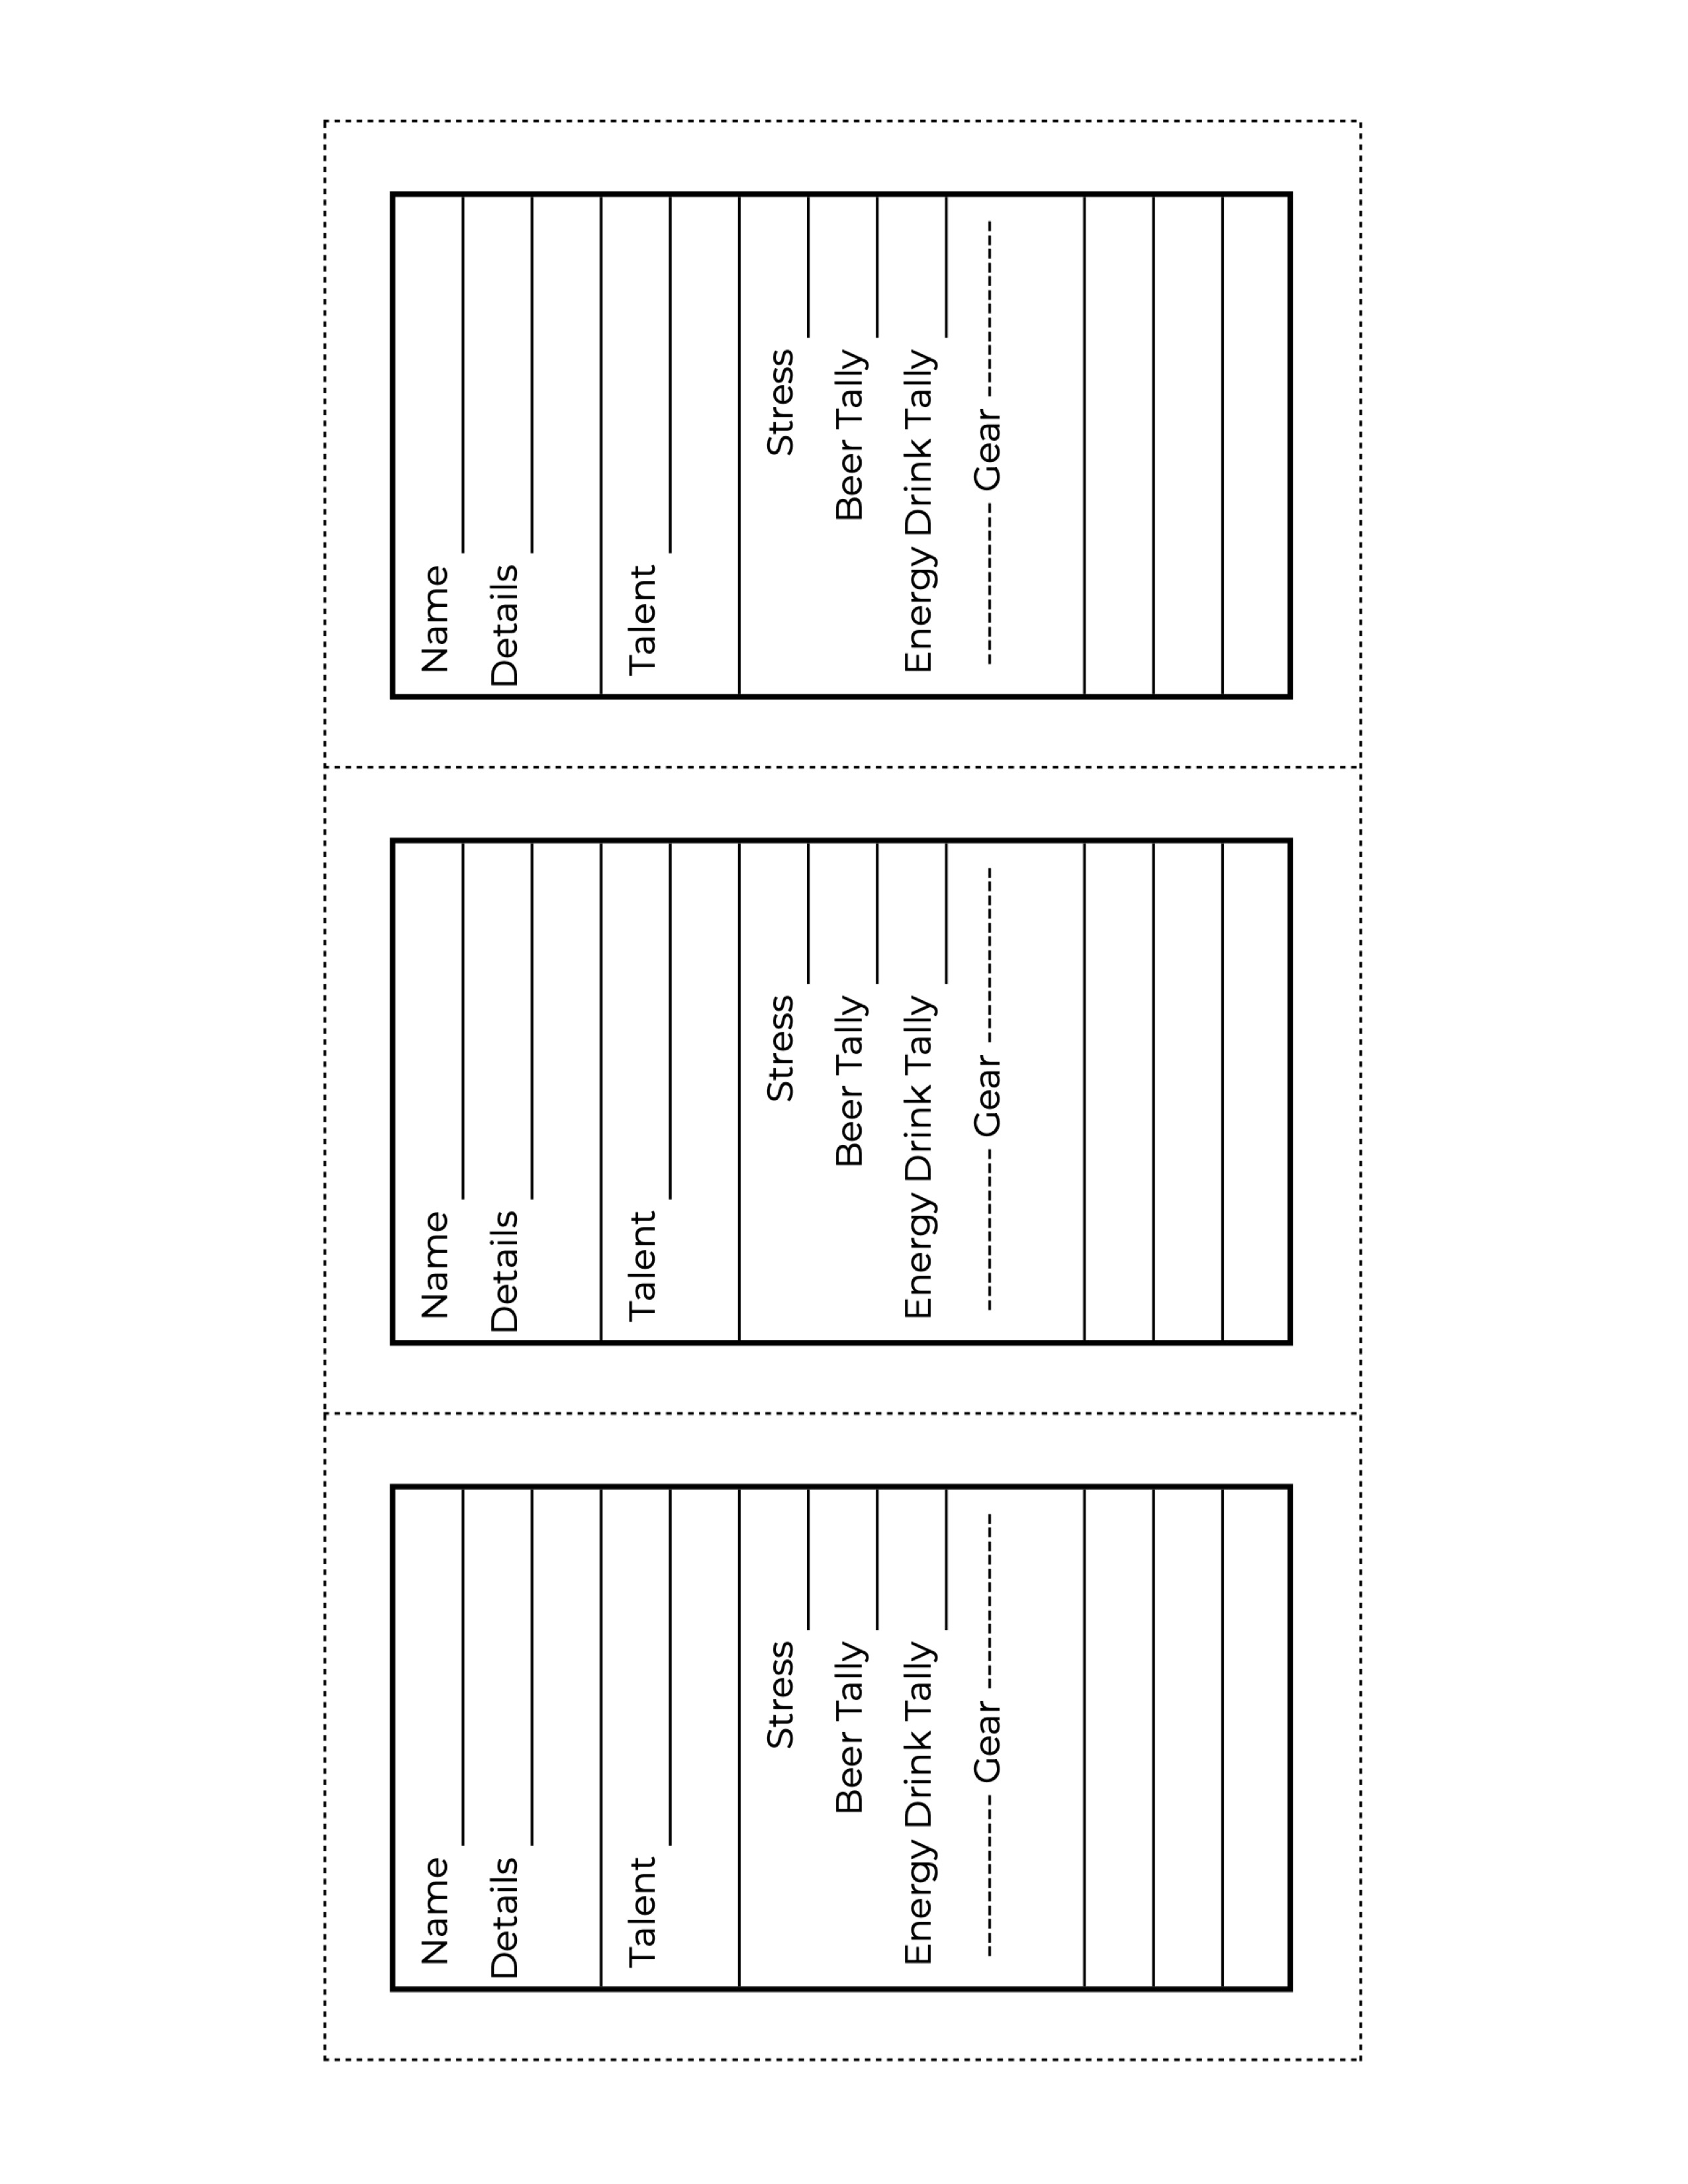 Name
Details
Talent
Stress
Beer Tally
Energy Drink Tally
Gear
Name
Details
Talent
Stress
Beer Tally
Energy Drink Tally
Gear
Name
Details
Talent
Stress
Beer Tally
Energy Drink Tally
Gear